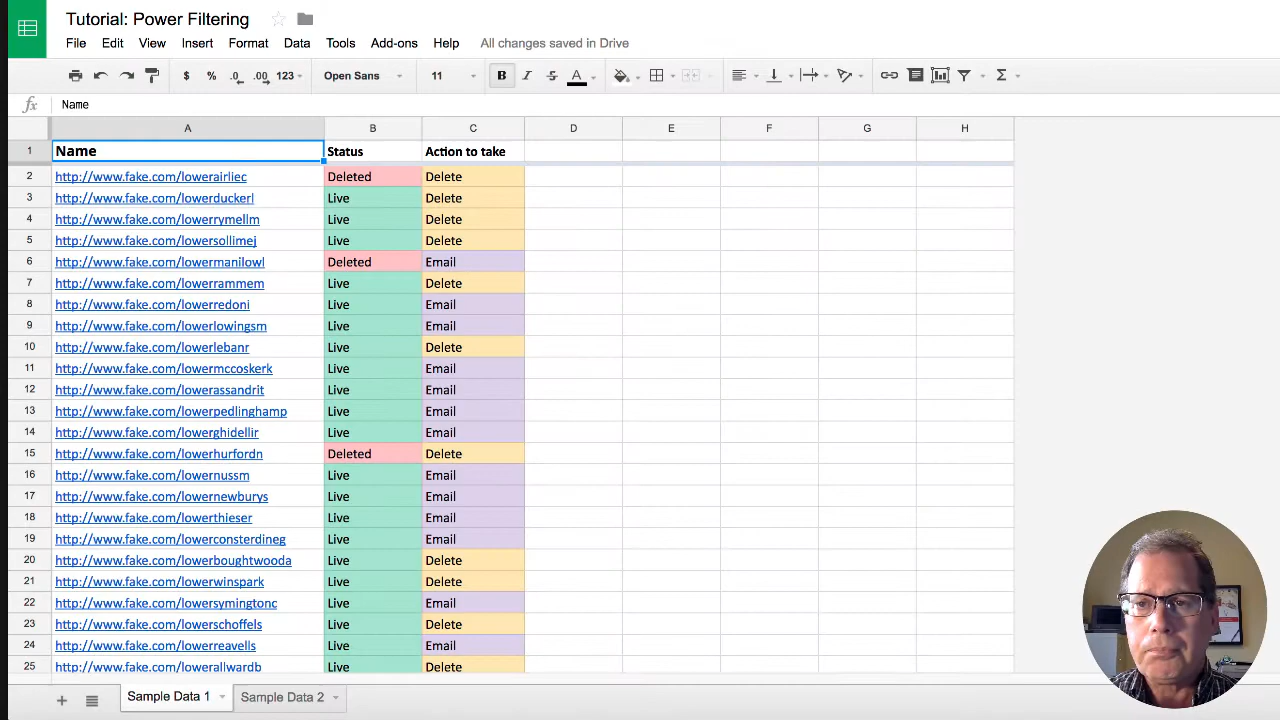 Tutorial: Power Filtering
File Edit View Insert Format Data Tools Add-ons Help All changes saved in Drive
$ % .0 .00 123 Open Sans 11 B I S A Σ
fx Name
A B C D E F G H
1 Name Status Action to take
2 http://www.fake.com/lowerairliec Deleted Delete
3 http://www.fake.com/lowerduckerl Live Delete
4 http://www.fake.com/lowerrymellm Live Delete
5 http://www.fake.com/lowersollimej Live Delete
6 http://www.fake.com/lowermanilowl Deleted Email
7 http://www.fake.com/lowerrammem Live Delete
8 http://www.fake.com/lowerredoni Live Email
9 http://www.fake.com/lowerlowingsm Live Email
10 http://www.fake.com/lowerlebanr Live Delete
11 http://www.fake.com/lowermccoskerk Live Email
12 http://www.fake.com/lowerassandrit Live Email
13 http://www.fake.com/lowerpedlinghamp Live Email
14 http://www.fake.com/lowerghidellir Live Email
15 http://www.fake.com/lowerhurfordn Deleted Delete
16 http://www.fake.com/lowernussm Live Email
17 http://www.fake.com/lowernewburys Live Email
18 http://www.fake.com/lowerthieser Live Email
19 http://www.fake.com/lowerconsterdineg Live Email
20 http://www.fake.com/lowerboughtwooda Live Delete
21 http://www.fake.com/lowerwinspark Live Delete
22 http://www.fake.com/lowersymingtonc Live Email
23 http://www.fake.com/lowerschoffels Live Delete
24 http://www.fake.com/lowerreavells Live Email
25 http://www.fake.com/lowerallwardb Live Delete
+ Sample Data 1 Sample Data 2